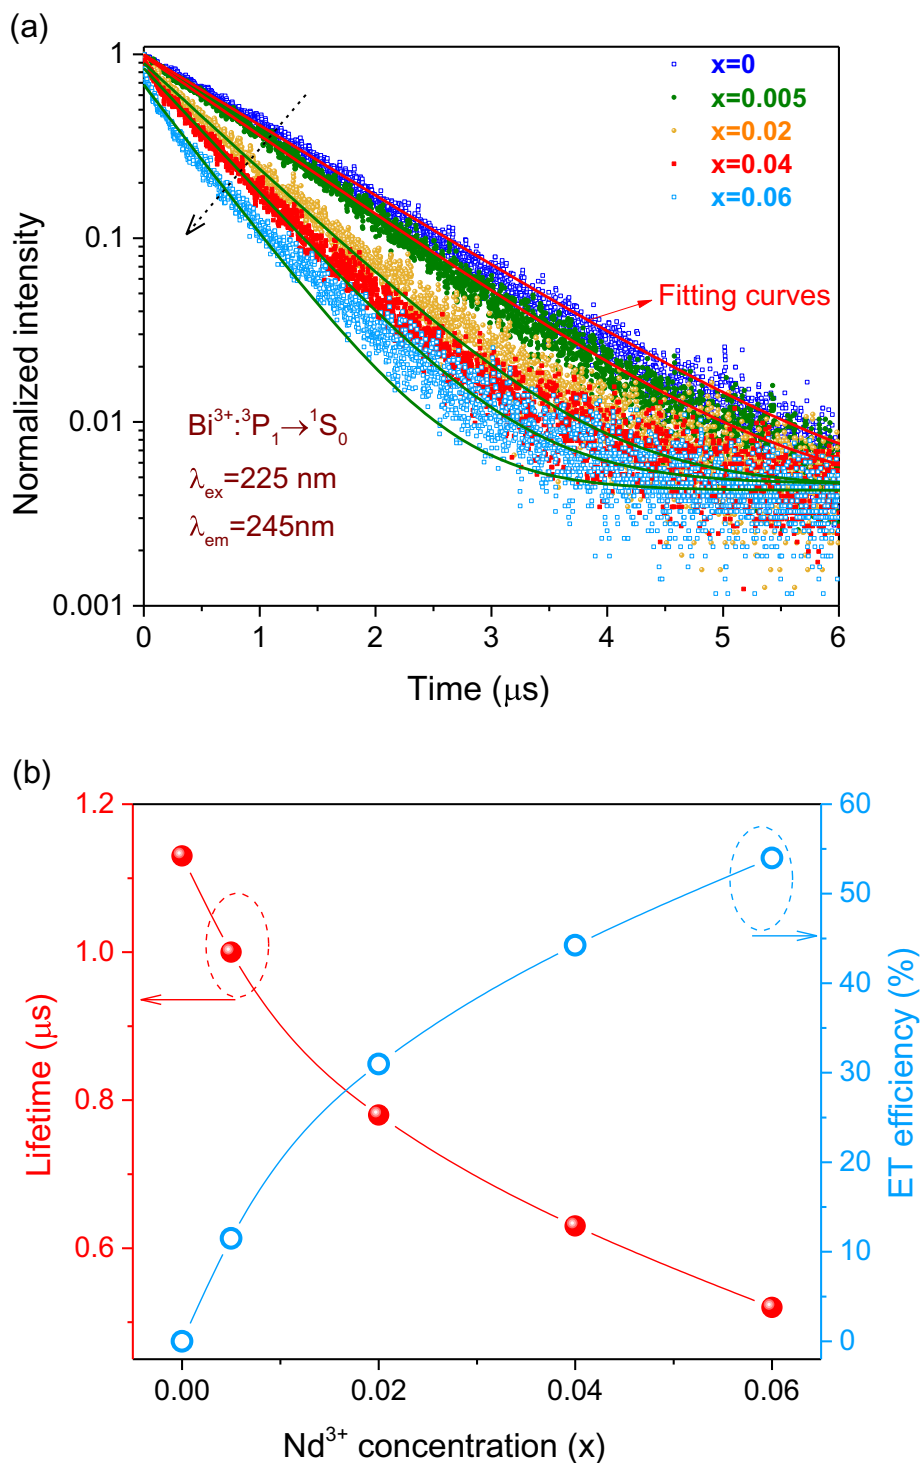 (a)
Normalized intensity
1
0.1
0.01
0.001
x=0
x=0.005
x=0.02
x=0.04
x=0.06
Fitting curves
Bi³⁺:³P₁→¹S₀
λex=225 nm
λem=245nm
0 1 2 3 4 5 6
Time (μs)
(b)
Lifetime (μs)
1.2
1.0
0.8
0.6
60
50
40
30
20
10
0
ET efficiency (%)
0.00 0.02 0.04 0.06
Nd³⁺ concentration (x)